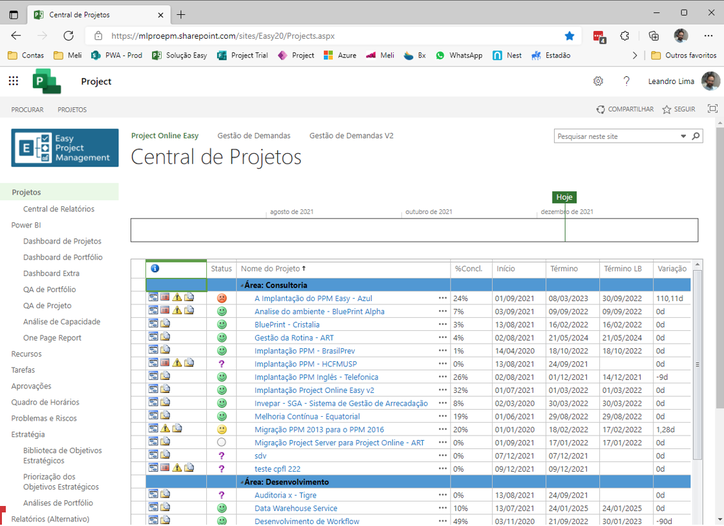 Central de Projetos
https://mlproepm.sharepoint.com/sites/Easy20/Projects.aspx
Contas Meli PWA - Prod Solução Easy Project Trial Project Azure Meli Bx WhatsApp Nest Estadão Outros favoritos
Project Leandro Lima
PROCURAR PROJETOS COMPARTILHAR SEGUIR
Easy
Project
Management
Project Online Easy Gestão de Demandas Gestão de Demandas V2 Pesquisar neste site
Central de Projetos
Projetos
Central de Relatórios
Power BI
Dashboard de Projetos
Dashboard de Portfólio
Dashboard Extra
QA de Portfólio
QA de Projeto
Análise de Capacidade
One Page Report
Recursos
Tarefas
Aprovações
Quadro de Horários
Problemas e Riscos
Estratégia
Biblioteca de Objetivos
Estratégicos
Priorização dos
Objetivos Estratégicos
Análises de Portfólio
Relatórios (Alternativo)
Hoje
agosto de 2021 outubro de 2021 dezembro de 2021
Status Nome do Projeto ↑ %Concl. Início Término Término LB Variação
Área: Consultoria
A Implantação do PPM Easy - Azul ... 24% 01/09/2021 08/03/2023 30/09/2022 110,11d
Analise do ambiente - BluePrint Alpha ... 7% 03/09/2021 09/09/2022 09/09/2022 0d
BluePrint - Cristalia ... 3% 13/08/2021 16/02/2022 16/02/2022 0d
Gestão da Rotina - ART ... 4% 02/08/2021 21/05/2024 21/05/2024 0d
Implantação PPM - BrasilPrev ... 1% 14/04/2020 18/10/2022 18/10/2022 0d
? Implantação PPM - HCFMUSP ... 0% 13/08/2021 24/09/2021 0d
Implantação PPM Inglês - Telefonica ... 26% 02/08/2021 01/12/2021 14/12/2021 -9d
Implantação Project Online Easy v2 ... 32% 01/07/2021 01/03/2022 01/03/2022 0d
Invepar - SGA - Sistema de Gestão de Arrecadação ... 8% 02/03/2020 30/03/2022 30/03/2022 0d
Melhoria Contínua - Equatorial ... 19% 01/06/2021 29/08/2022 29/08/2022 0d
Migração PPM 2013 para o PPM 2016 ... 20% 01/01/2020 18/02/2022 17/02/2022 1,28d
Migração Project Server para Project Online - ART ... 0% 01/09/2021 17/01/2022 17/01/2022 0d
? sdv ... 0% 07/12/2021 07/12/2021 0d
? teste cpfl 222 ... 0% 09/12/2021 09/12/2021 0d
Área: Desenvolvimento
? Auditoria x - Tigre ... 0% 13/08/2021 24/09/2021 0d
Data Warehouse Service ... 10% 13/07/2021 24/01/2025 24/01/2025 0d
Desenvolvimento de Workflow ... 49% 03/11/2020 21/09/2022 30/01/2023 -90d